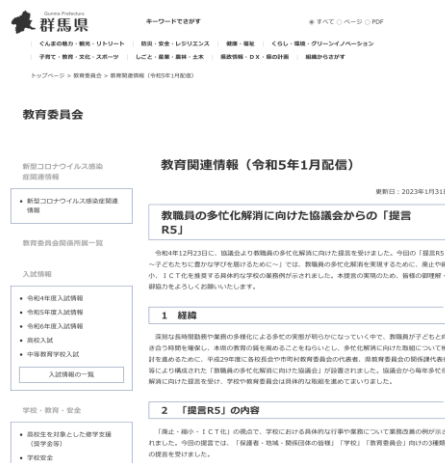 Gunma Prefecture
群馬県
キーワードでさがす
すべて ページ PDF
ぐんまの魅力・観光・リトリート 防災・安全・レジリエンス 健康・福祉 くらし・環境・グリーンイノベーション
子育て・教育・文化・スポーツ しごと・産業・農林・土木 県政情報・DX・県の計画 組織からさがす
トップページ > 教育委員会 > 教育関連情報（令和5年1月配信）
教育委員会
新型コロナウイルス感染
症関連情報
新型コロナウイルス感染症関連
情報
教育委員会関係所属一覧
入試情報
令和4年度入試情報
令和5年度入試情報
令和6年度入試情報
高校入試
中等教育学校入試
入試情報の一覧
学校・教育・安全
高校生を対象とした修学支援
（奨学金等）
学校安全
教育関連情報（令和5年1月配信）
更新日：2023年1月31日
教職員の多忙化解消に向けた協議会からの「提言
R5」
令和4年12月23日に、協議会より教職員の多忙化解消に向けた提言を受けました。今回の「提言R5
～子どもたちに豊かな学びを届けるために～」では、教職員の多忙化解消を実現するために、廃止や縮
小、ＩＣＴ化を推奨する具体的な学校の業務例が示されました。本提言の実現のため、皆様の御理解・
御協力をよろしくお願いいたします。
1 経緯
深刻な長時間勤務や業務の多様化による多忙の実態が明らかになっていく中で、教職員が子どもと向
き合う時間を確保し、本県の教育の質を高めることをねらいとし、多忙化解消に向けた取組について検
討を進めるために、平成29年度に各校長会や市町村教育委員会の代表者、県教育委員会の関係課代表者
等により構成された「教職員の多忙化解消に向けた協議会」が設置されました。協議会から毎年多忙化
解消に向けた提言を受け、学校や教育委員会は具体的な取組を進めてまいりました。
2 「提言R5」の内容
「廃止・縮小・ＩＣＴ化」の視点で、学校における具体的な行事や業務について業務改善の例が示さ
れました。今回の提言では、「保護者・地域・関係団体の皆様」「学校」「教育委員会」向けの3種類
の提言を受けました。